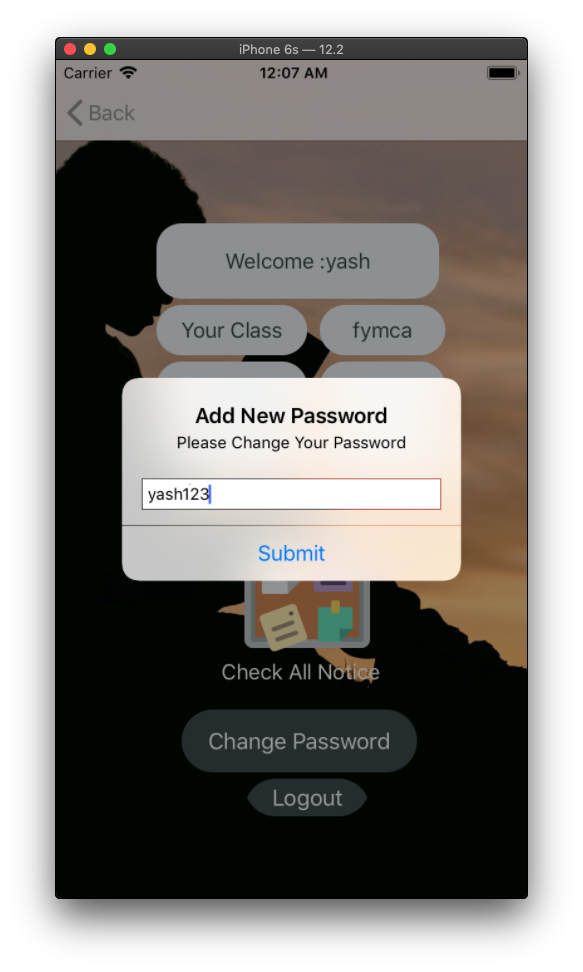 iPhone 6s — 12.2
Carrier 12:07 AM
Back
Welcome :yash
Your Class fymca
Add New Password
Please Change Your Password
yash123
Submit
Check All Notice
Change Password
Logout